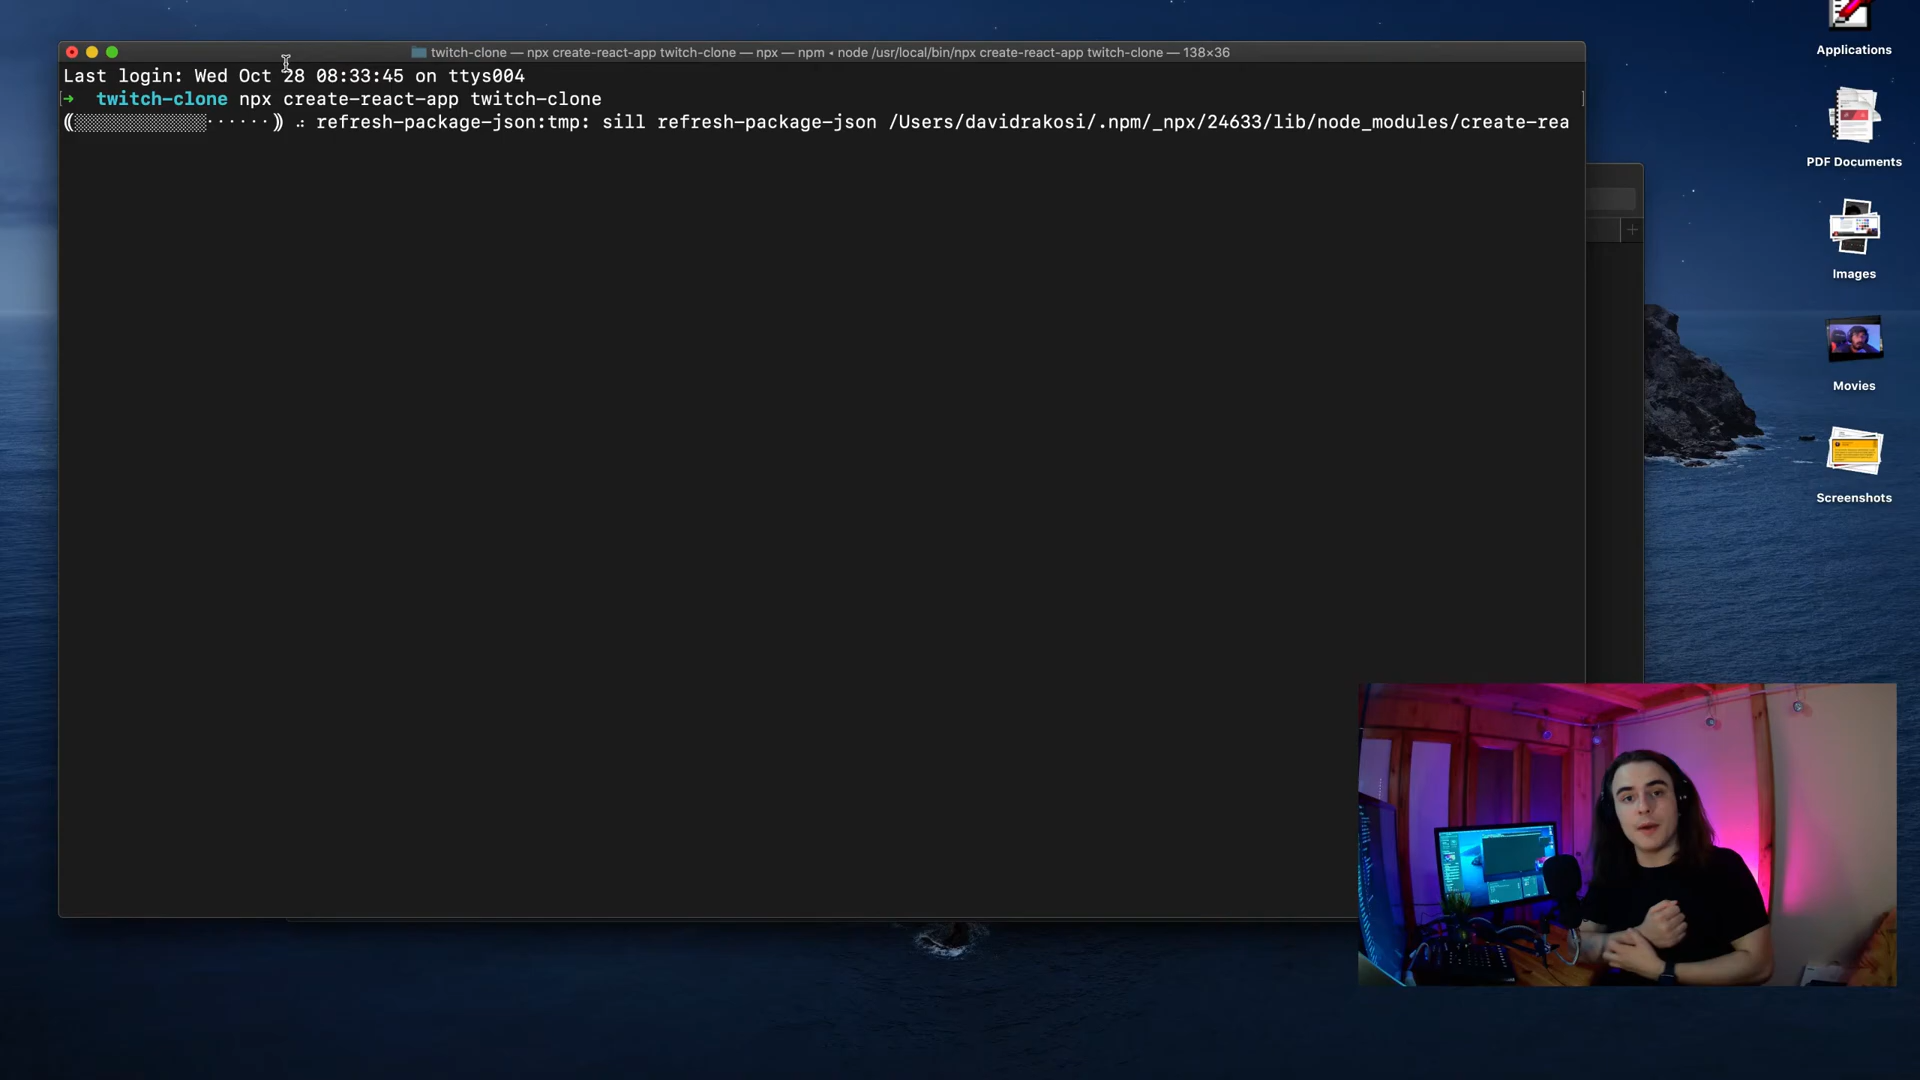 twitch-clone — npx create-react-app twitch-clone — npx — npm ◂ node /usr/local/bin/npx create-react-app twitch-clone — 138×36
Last login: Wed Oct 28 08:33:45 on ttys004
[➜  twitch-clone npx create-react-app twitch-clone ]
((░░░░░░░░░░░░······)) ⠴ refresh-package-json:tmp: sill refresh-package-json /Users/davidrakosi/.npm/_npx/24633/lib/node_modules/create-rea
Applications
PDF Documents
Images
Movies
Screenshots